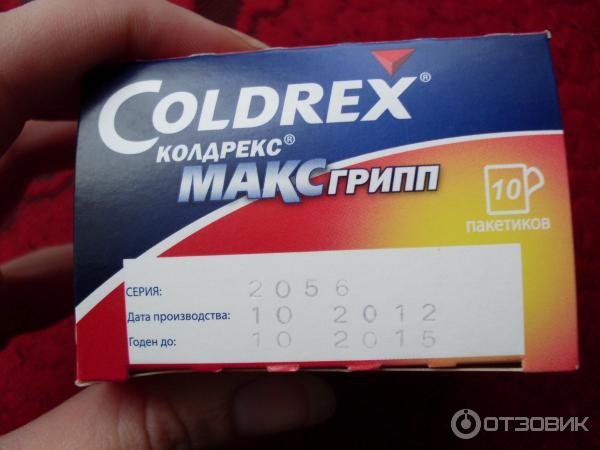 COLDREX®
КОЛДРЕКС®
МАКСГРИПП
10
пакетиков
СЕРИЯ: 2056
Дата производства: 10 2012
Годен до: 10 2015
ОТЗОВИК